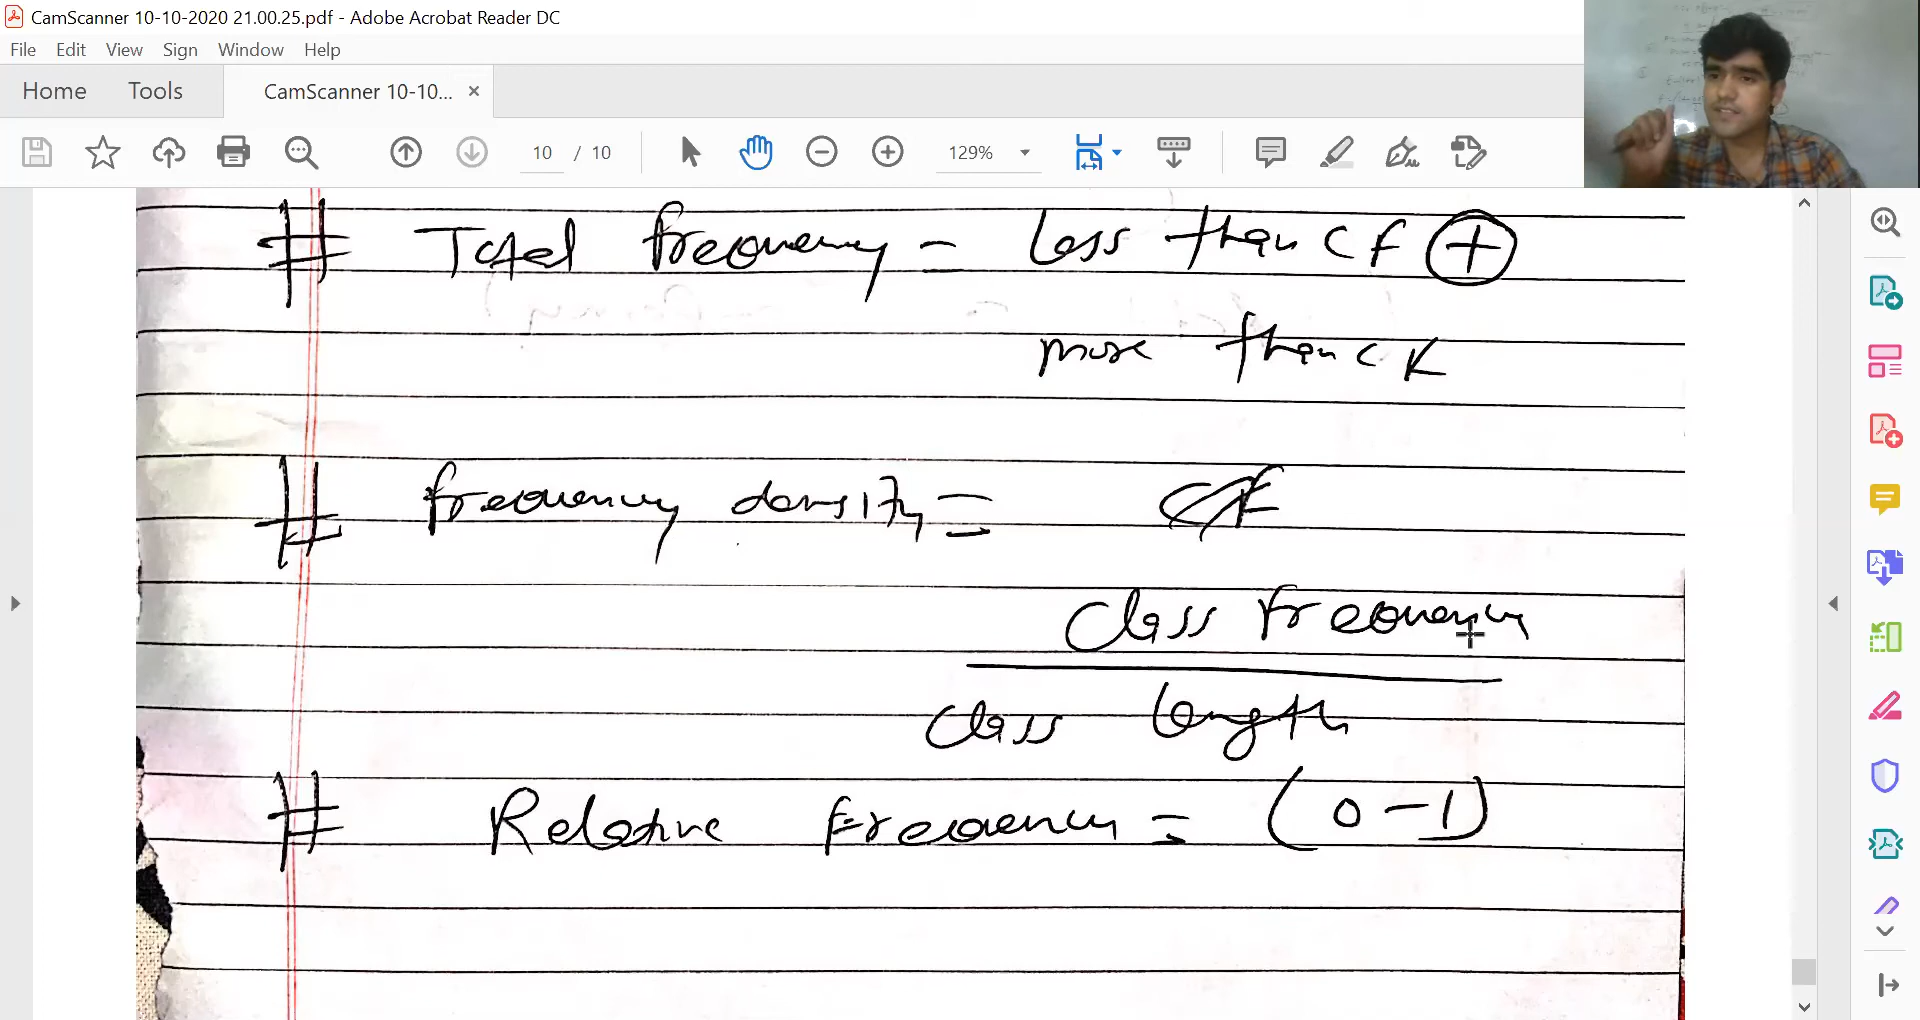 CamScanner 10-10-2020 21.00.25.pdf - Adobe Acrobat Reader DC
File Edit View Sign Window Help
Home Tools CamScanner 10-10... ×
10 / 10 129%
# Total frequency = Less than CF +
more than CF
# frequency density =
Class frequency
Class length
# Relative Frequency = (0-1)